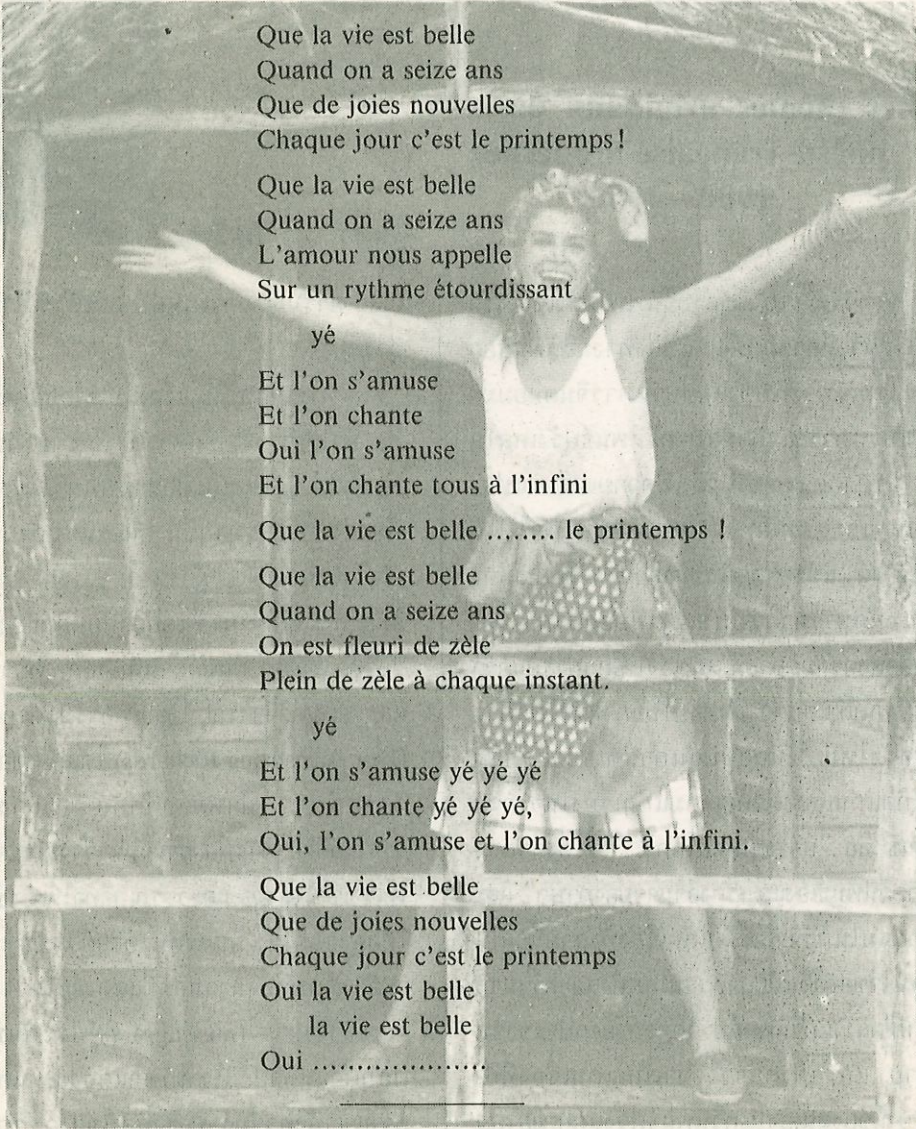 Que la vie est belle
Quand on a seize ans
Que de joies nouvelles
Chaque jour c'est le printemps!
Que la vie est belle
Quand on a seize ans
L'amour nous appelle
Sur un rythme étourdissant
yé
Et l'on s'amuse
Et l'on chante
Oui l'on s'amuse
Et l'on chante tous à l'infini
Que la vie est belle ........ le printemps !
Que la vie est belle
Quand on a seize ans
On est fleuri de zèle
Plein de zèle à chaque instant.
yé
Et l'on s'amuse yé yé yé
Et l'on chante yé yé yé,
Qui, l'on s'amuse et l'on chante à l'infini.
Que la vie est belle
Que de joies nouvelles
Chaque jour c'est le printemps
Oui la vie est belle
la vie est belle
Oui .....................